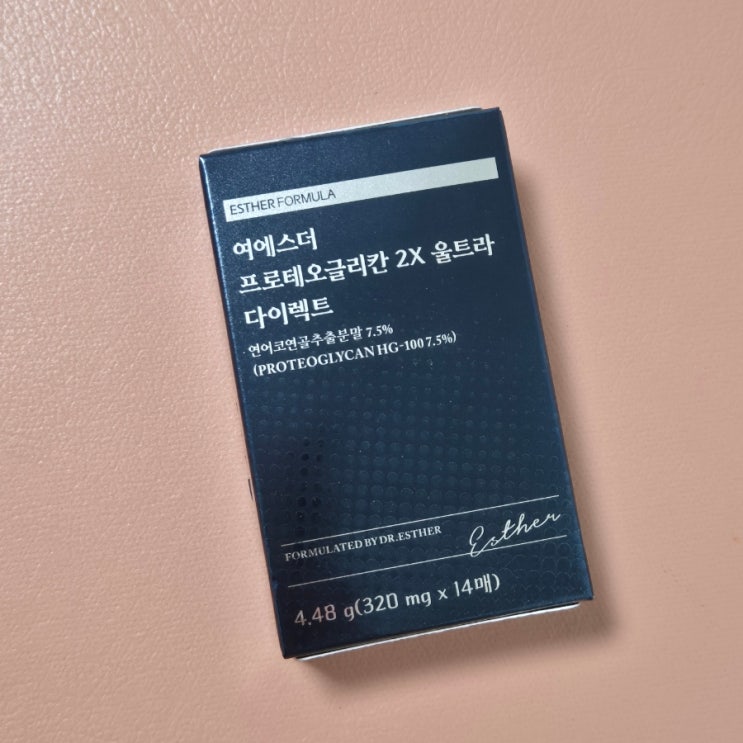 ESTHER FORMULA
여에스더
프로테오글리칸 2X 울트라
다이렉트
연어코연골추출분말 7.5%
(PROTEOGLYCAN HG-100 7.5%)
FORMULATED BY DR.ESTHER
Esther
4.48 g(320 mg x 14매)